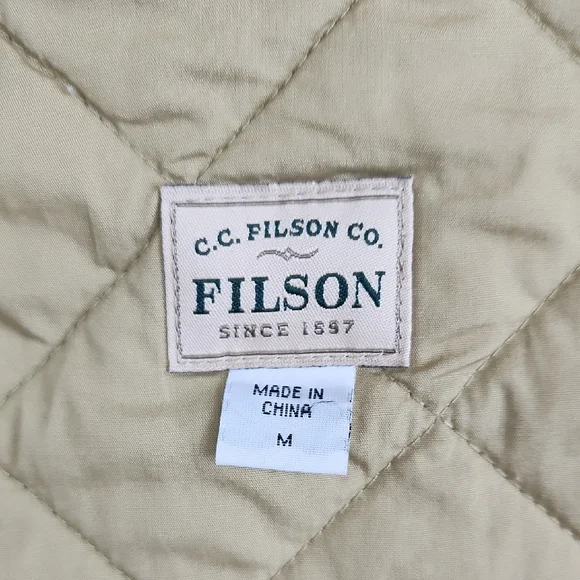 C.C. FILSON CO.
FILSON
SINCE 1897
MADE IN
CHINA
M